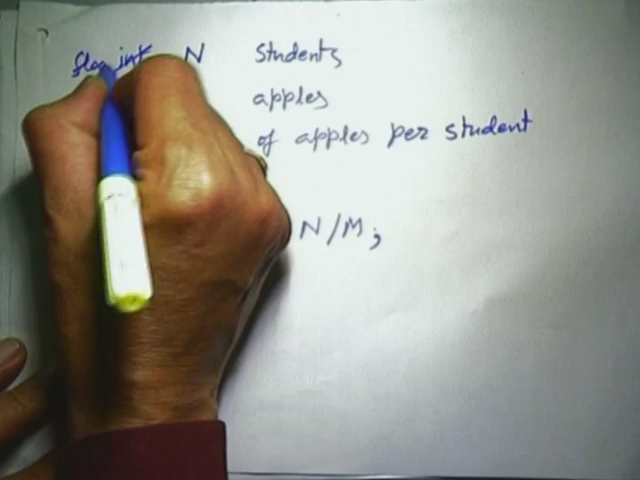 int N students
apples
of apples per student
N/M;